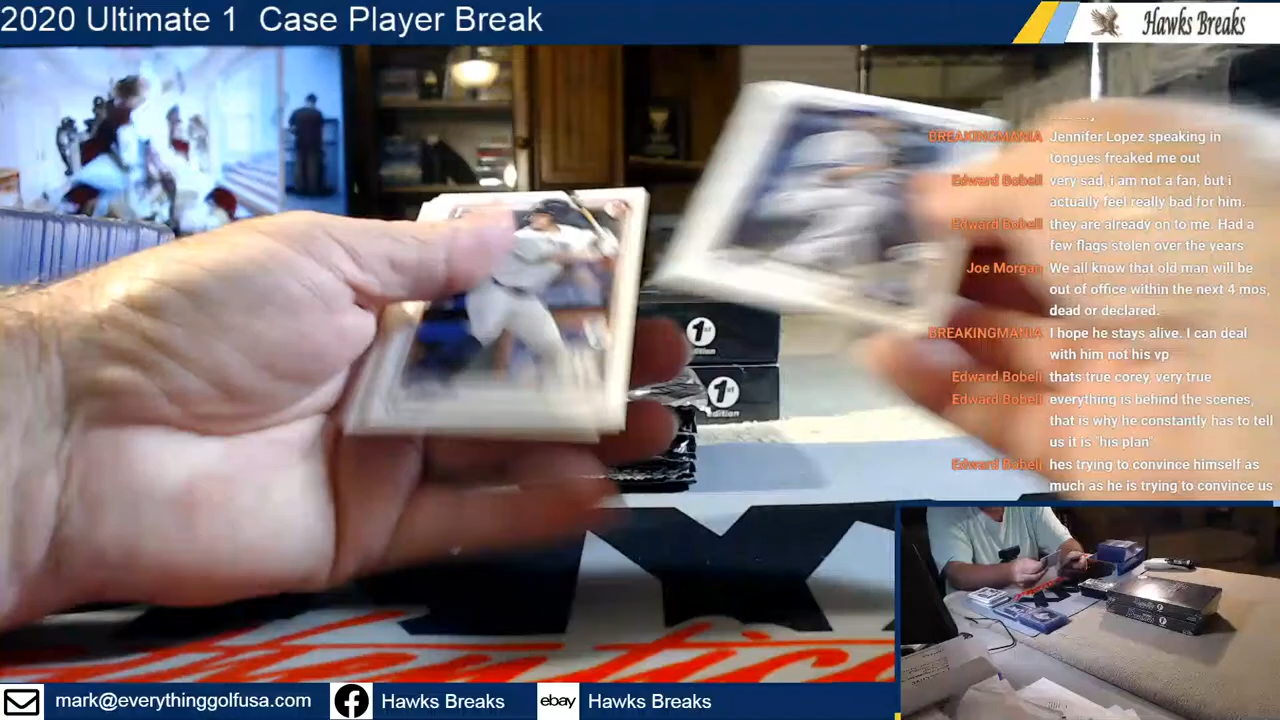 2020 Ultimate 1 Case Player Break
Hawks Breaks
BREAKINGMANIA Jennifer Lopez speaking in
tongues freaked me out
Edward Bobell very sad, i am not a fan, but i
actually feel really bad for him.
Edward Bobell they are already on to me. Had a
few flags stolen over the years
Joe Morgan We all know that old man will be
out of office within the next 4 mos,
dead or declared.
BREAKINGMANIA I hope he stays alive. I can deal
with him not his vp
Edward Bobell thats true corey, very true
Edward Bobell everything is behind the scenes,
that is why he constantly has to tell
us it is "his plan"
Edward Bobell hes trying to convince himself as
much as he is trying to convince us
1st
edition
1st
edition
mark@everythinggolfusa.com
Hawks Breaks
ebay Hawks Breaks